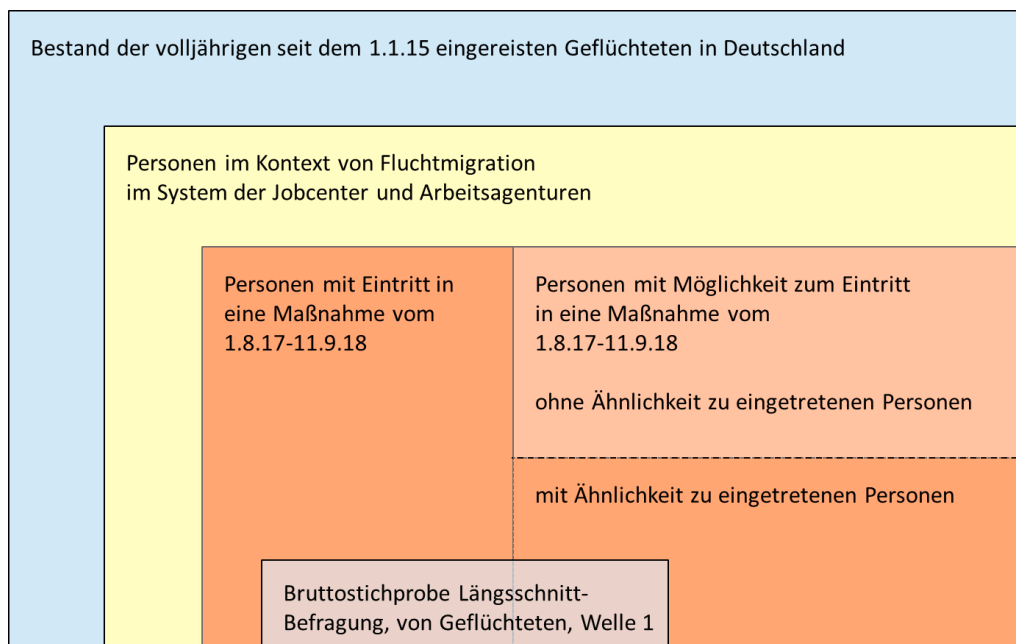 Bestand der volljährigen seit dem 1.1.15 eingereisten Geflüchteten in Deutschland
Personen im Kontext von Fluchtmigration
im System der Jobcenter und Arbeitsagenturen
Personen mit Eintritt in
eine Maßnahme vom
1.8.17-11.9.18
Personen mit Möglichkeit zum Eintritt
in eine Maßnahme vom
1.8.17-11.9.18
ohne Ähnlichkeit zu eingetretenen Personen
mit Ähnlichkeit zu eingetretenen Personen
Bruttostichprobe Längsschnitt-
Befragung, von Geflüchteten, Welle 1